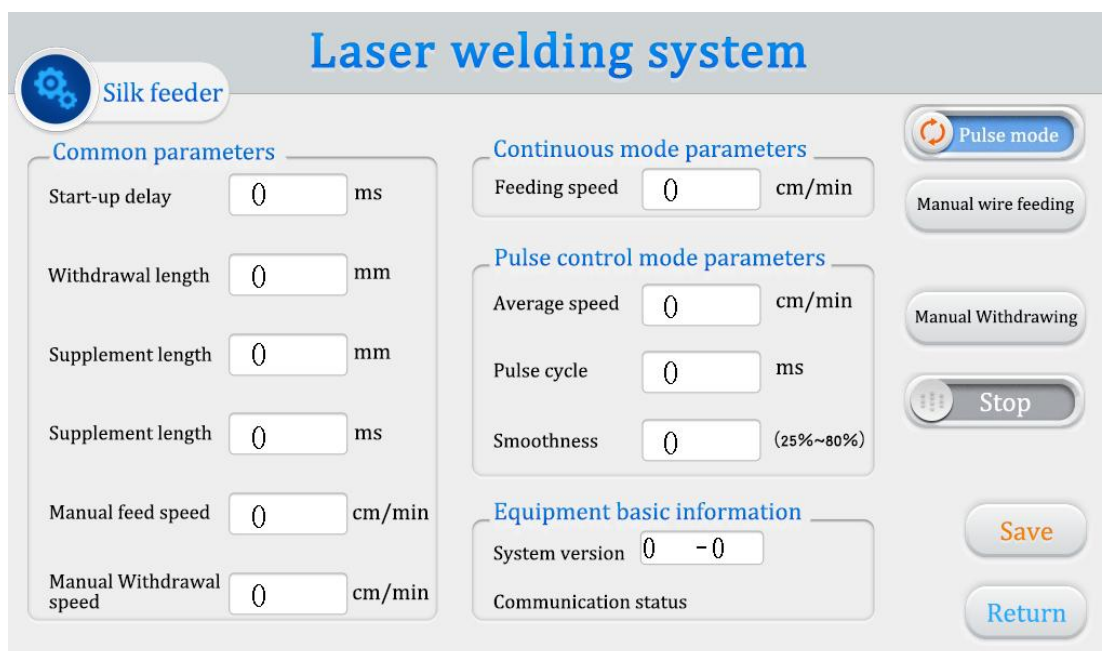 Laser welding system
Silk feeder
Common parameters
Start-up delay 0 ms
Withdrawal length 0 mm
Supplement length 0 mm
Supplement length 0 ms
Manual feed speed 0 cm/min
Manual Withdrawal
speed 0 cm/min
Continuous mode parameters
Feeding speed 0 cm/min
Pulse control mode parameters
Average speed 0 cm/min
Pulse cycle 0 ms
Smoothness 0 (25%~80%)
Equipment basic information
System version 0 -0
Communication status
Pulse mode
Manual wire feeding
Manual Withdrawing
Stop
Save
Return